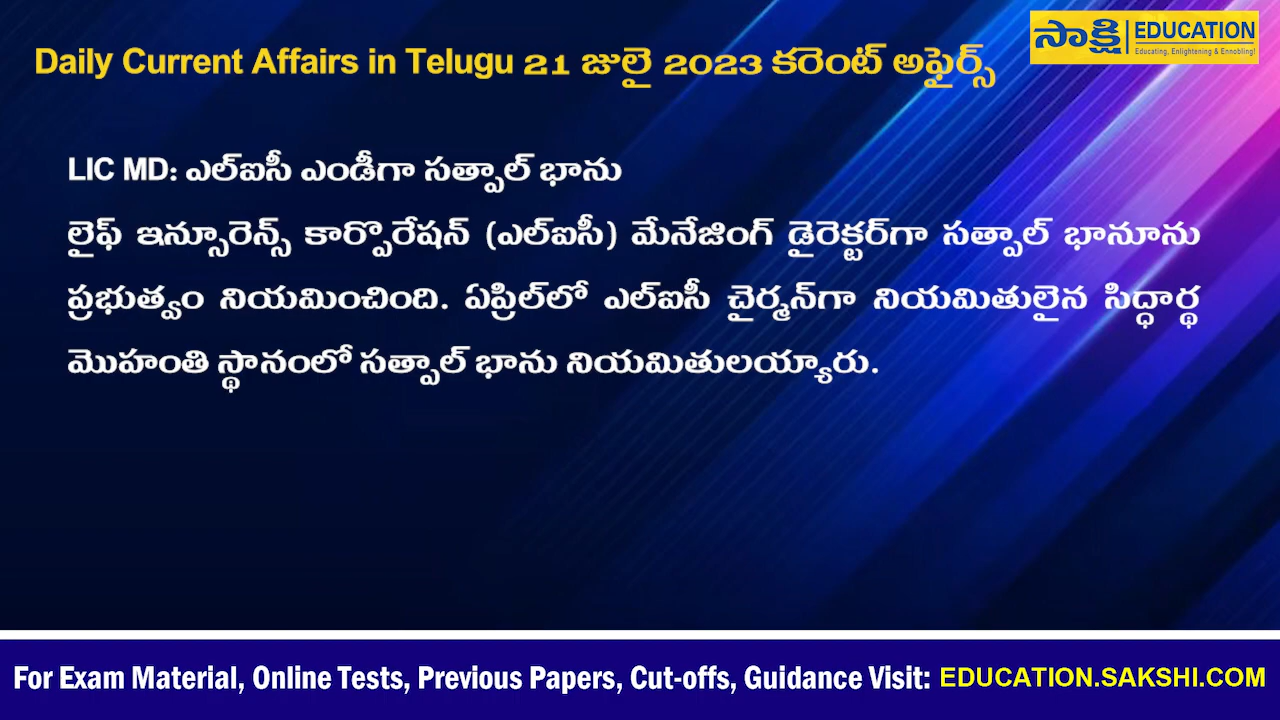 Daily Current Affairs in Telugu 21 జులై 2023 కరెంట్ అఫైర్స్
సాక్షి EDUCATION
Educating, Enlightening & Ennobling!
LIC MD: ఎల్ఐసీ ఎండీగా సత్పాల్ భాను
లైఫ్ ఇన్సూరెన్స్ కార్పొరేషన్ (ఎల్ఐసీ) మేనేజింగ్ డైరెక్టర్‌గా సత్పాల్ భానూను
ప్రభుత్వం నియమించింది. ఏప్రిల్‌లో ఎల్ఐసీ చైర్మన్‌గా నియమితులైన సిద్ధార్థ
మొహంతి స్థానంలో సత్పాల్ భాను నియమితులయ్యారు.
For Exam Material, Online Tests, Previous Papers, Cut-offs, Guidance Visit: EDUCATION.SAKSHI.COM